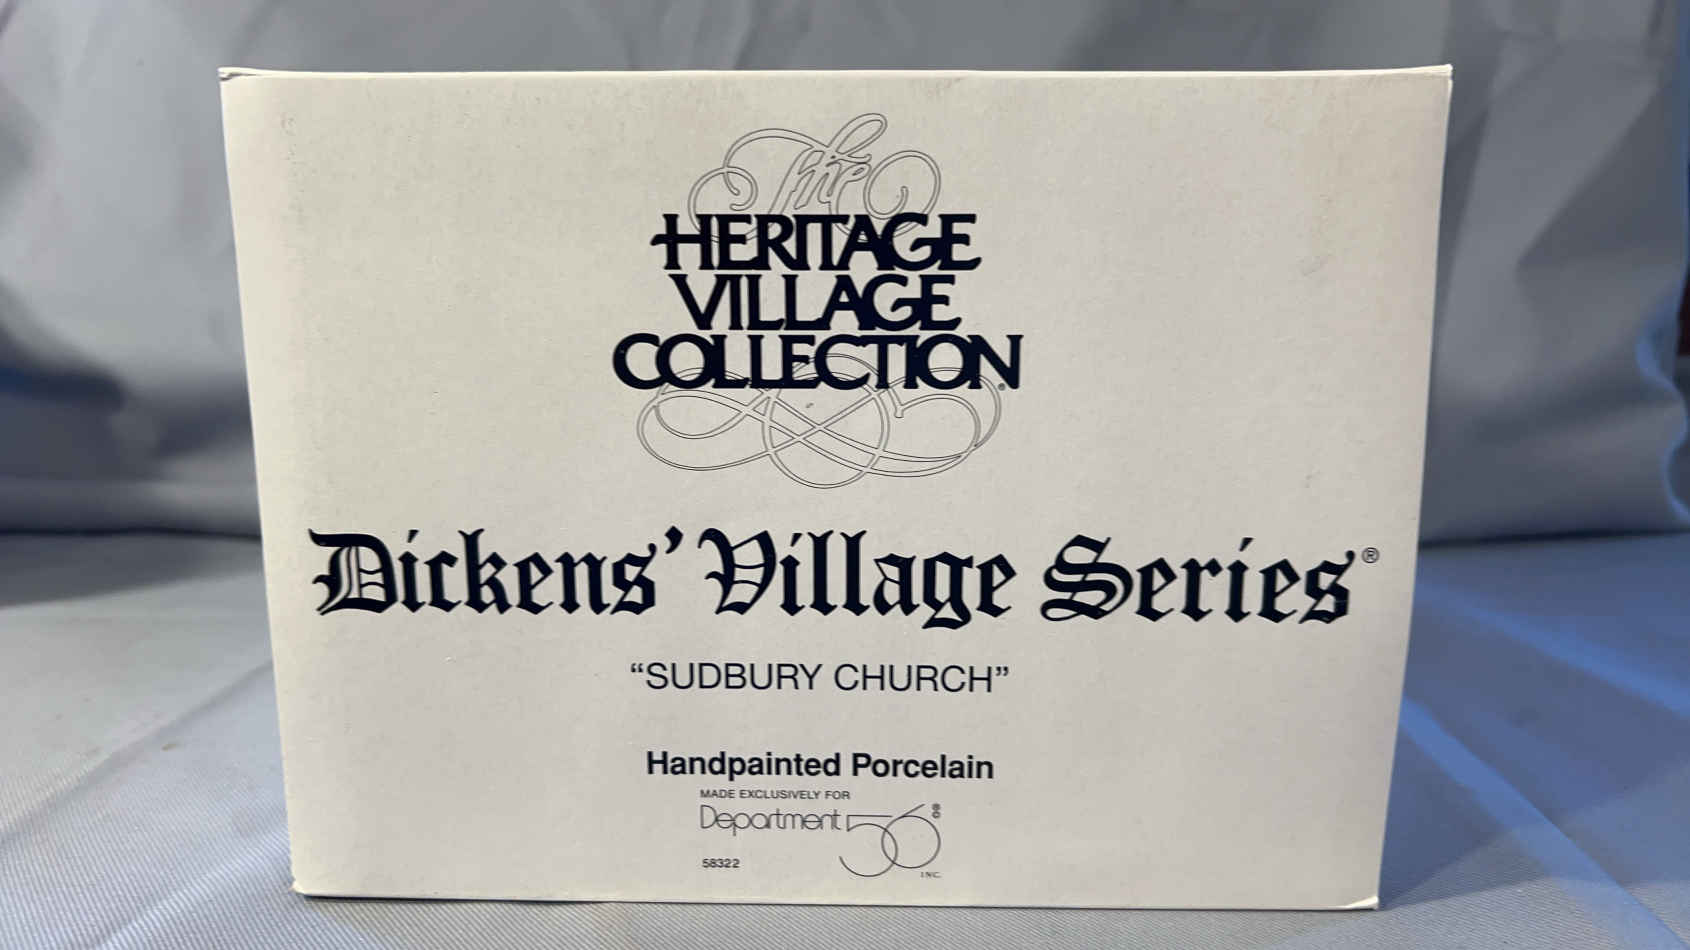 The
HERITAGE
VILLAGE
COLLECTION®
Dickens' Village Series®
“SUDBURY CHURCH”
Handpainted Porcelain
MADE EXCLUSIVELY FOR
Department 56®
58322
INC.